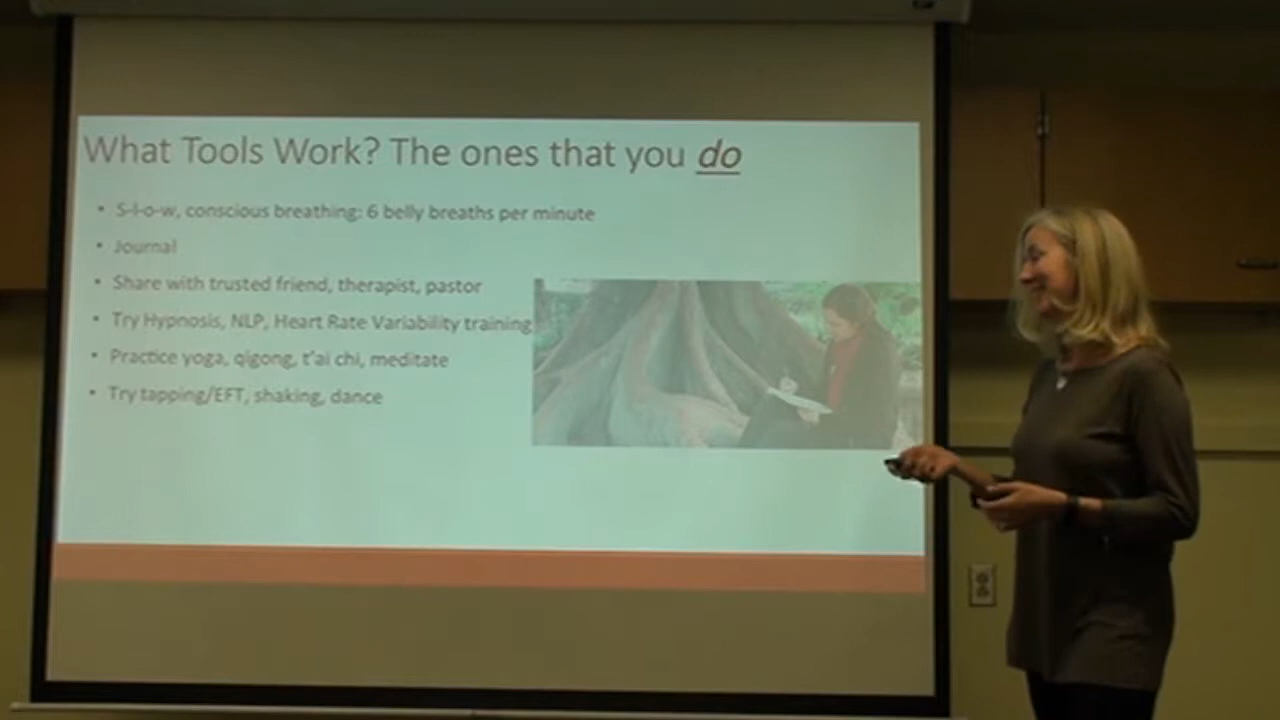 What Tools Work? The ones that you do
• S-l-o-w, conscious breathing: 6 belly breaths per minute
• Journal
• Share with trusted friend, therapist, pastor
• Try Hypnosis, NLP, Heart Rate Variability training
• Practice yoga, qigong, t'ai chi, meditate
• Try tapping/EFT, shaking, dance